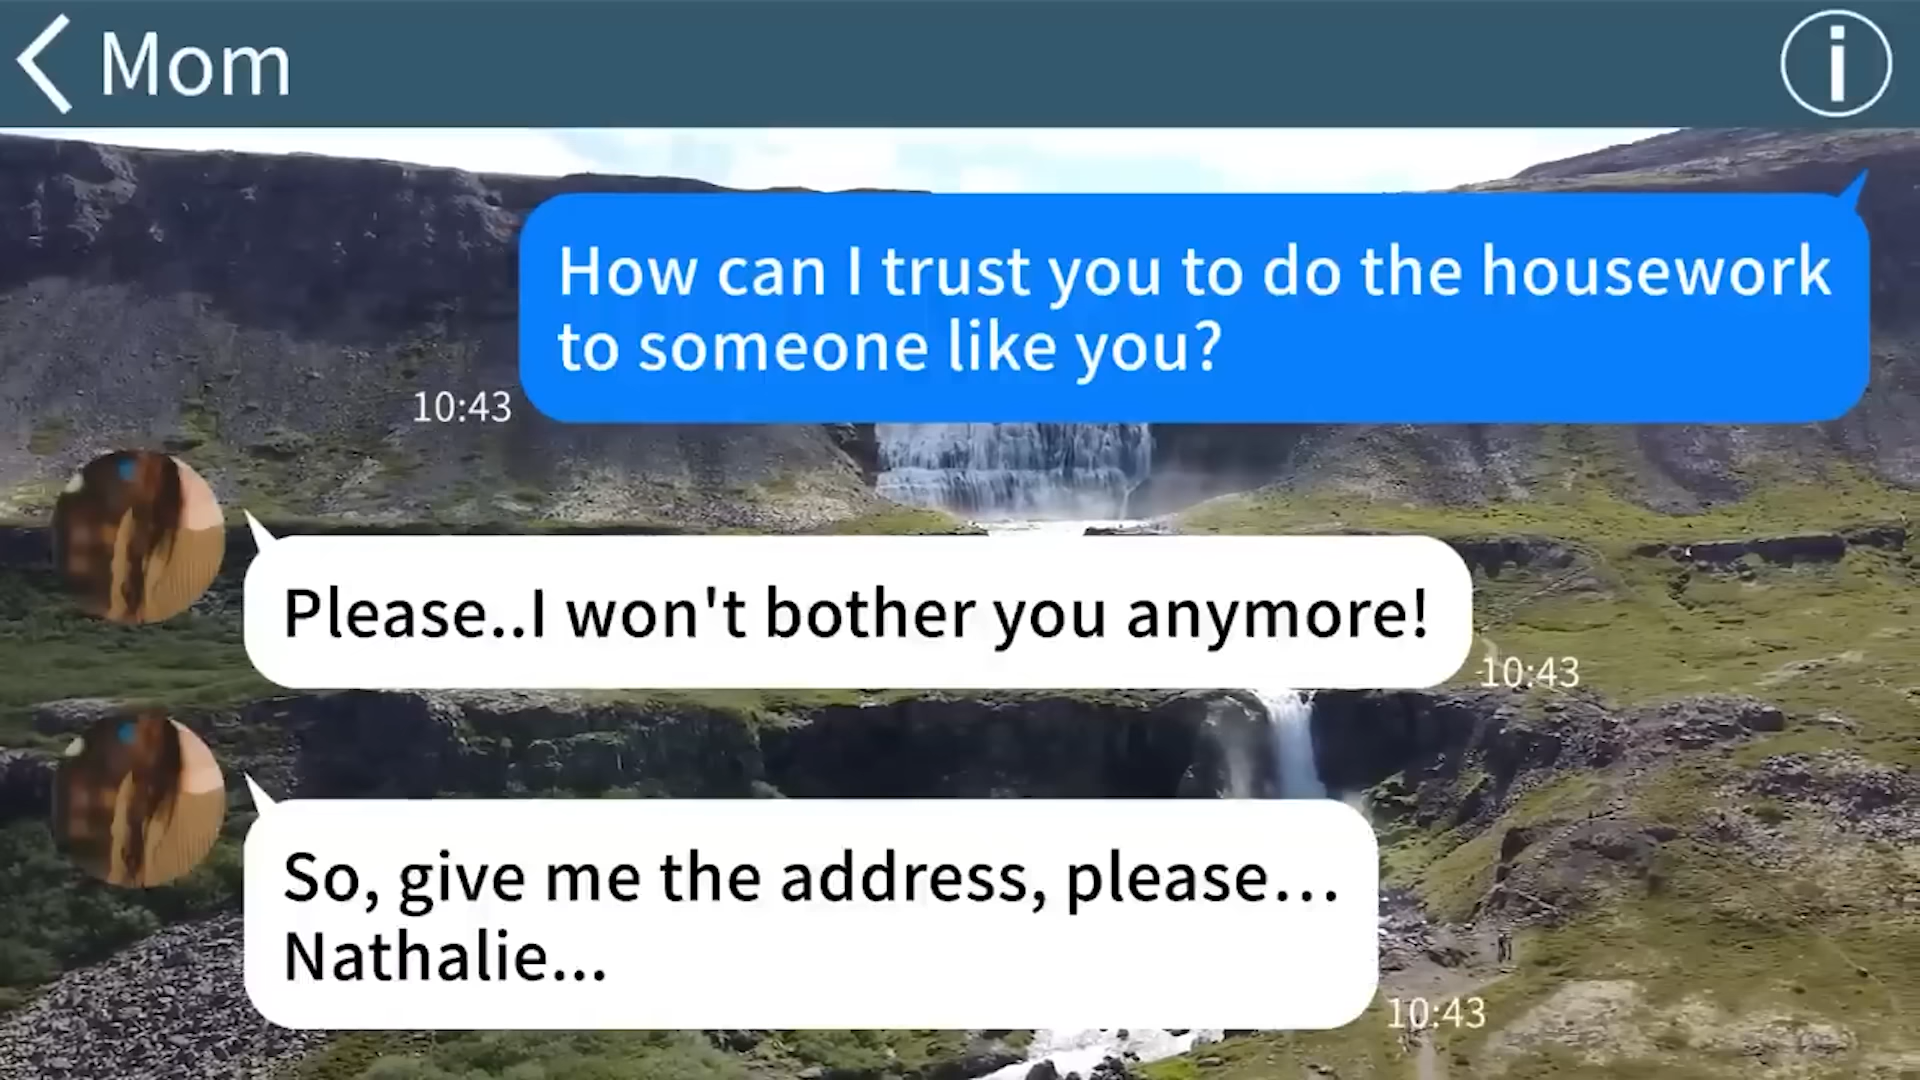 Mom
How can I trust you to do the housework
to someone like you?
10:43
Please..I won't bother you anymore!
10:43
So, give me the address, please...
Nathalie...
10:43